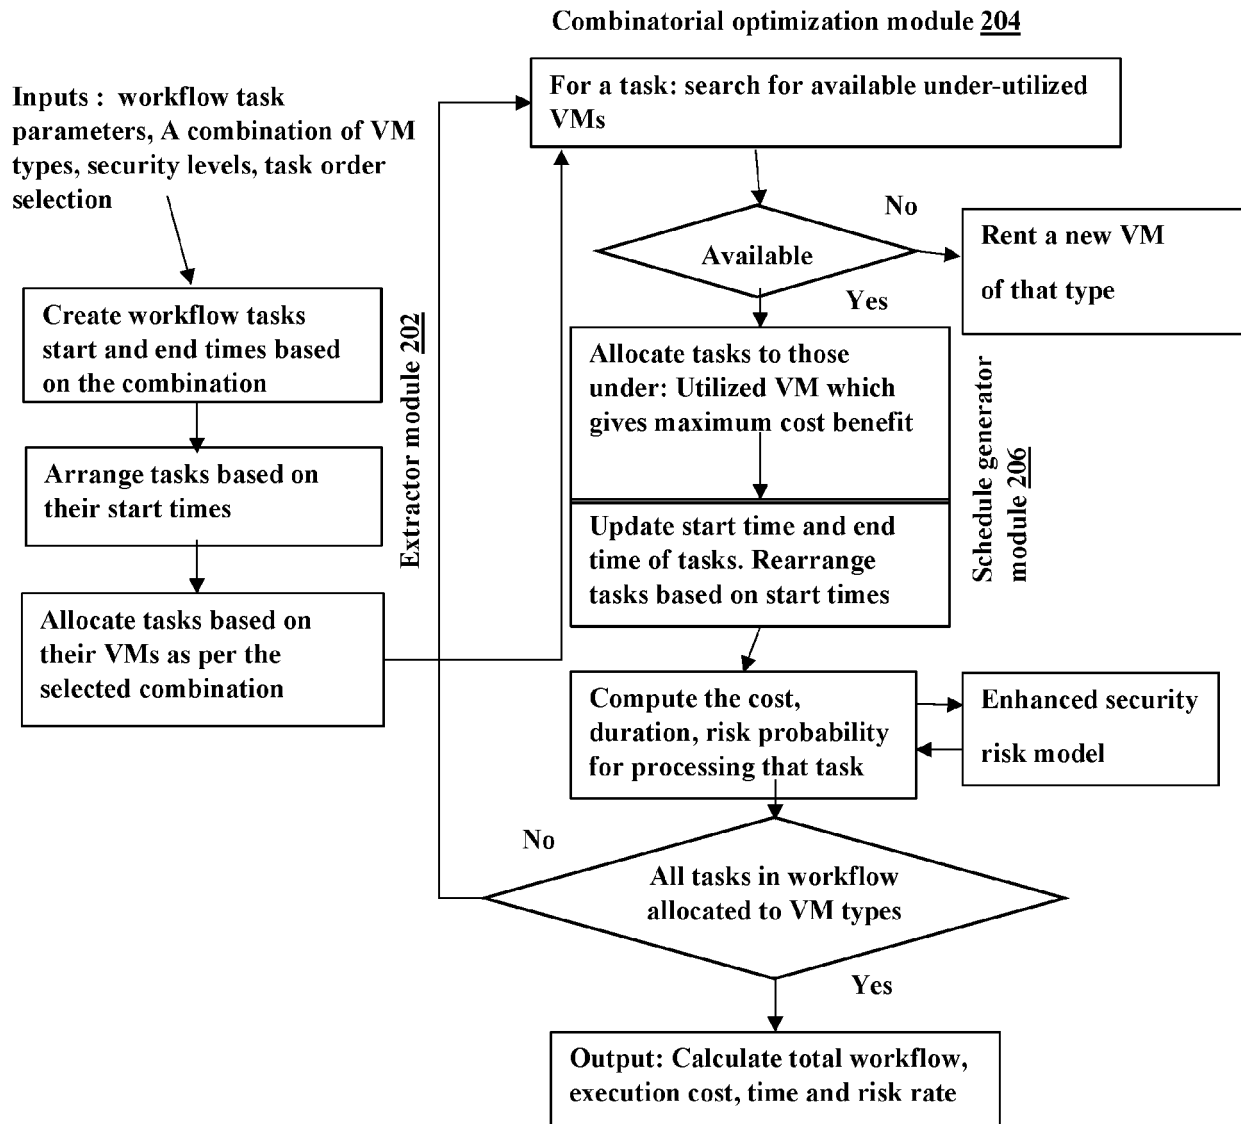 Combinatorial optimization module 204
Inputs : workflow task
parameters, A combination of VM
types, security levels, task order
selection
For a task: search for available under-utilized
VMs
No
Available
Rent a new VM
of that type
Yes
Create workflow tasks
start and end times based
on the combination
Extractor module 202
Allocate tasks to those
under: Utilized VM which
gives maximum cost benefit
Schedule generator
module 206
Arrange tasks based on
their start times
Update start time and end
time of tasks. Rearrange
tasks based on start times
Allocate tasks based on
their VMs as per the
selected combination
Compute the cost,
duration, risk probability
for processing that task
Enhanced security
risk model
No
All tasks in workflow
allocated to VM types
Yes
Output: Calculate total workflow,
execution cost, time and risk rate